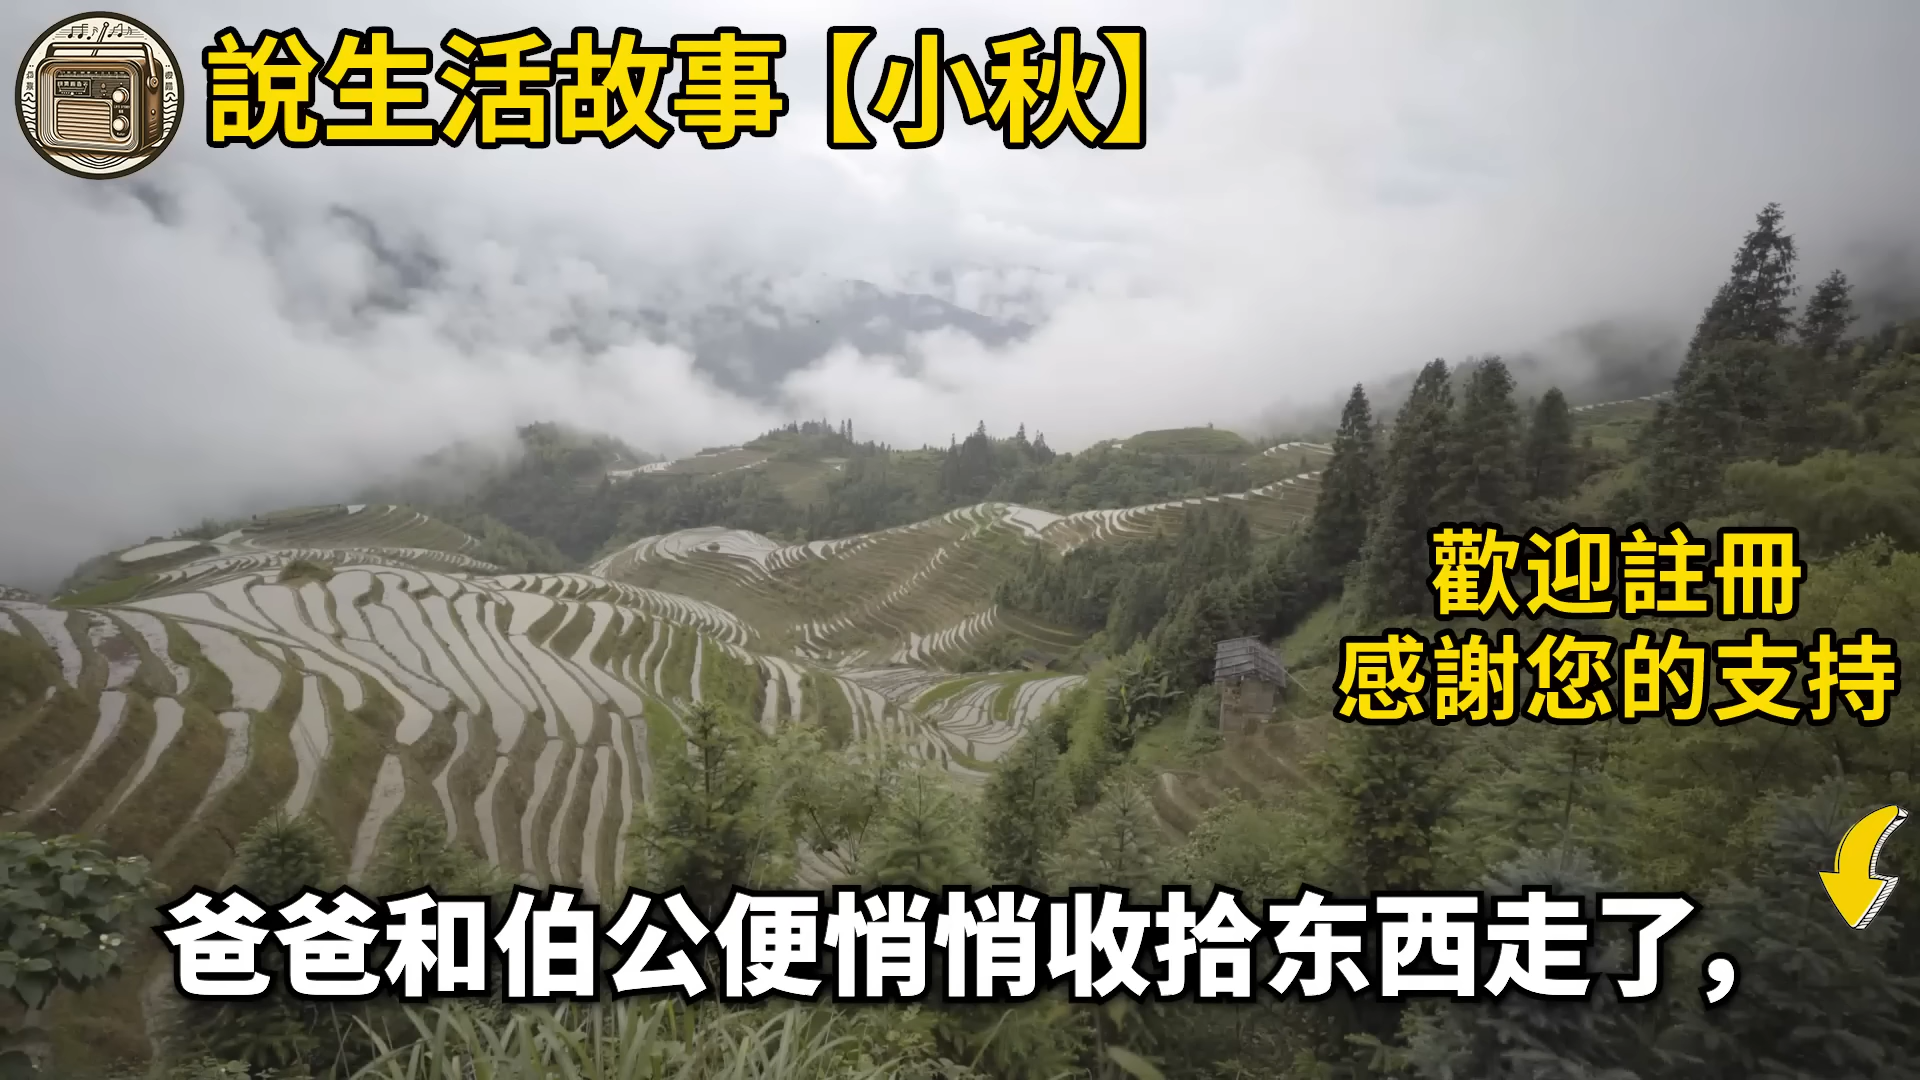 說生活故事【小秋】
歡迎註冊
感謝您的支持
爸爸和伯公便悄悄收拾东西走了，